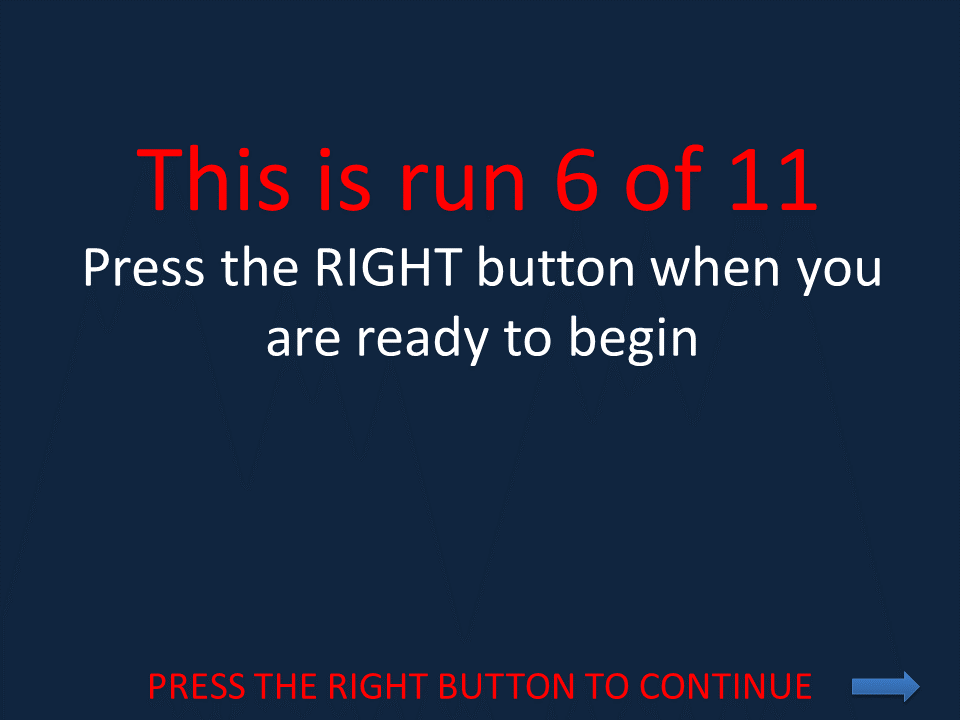 This is run 6 of 11
Press the RIGHT button when you
are ready to begin
PRESS THE RIGHT BUTTON TO CONTINUE